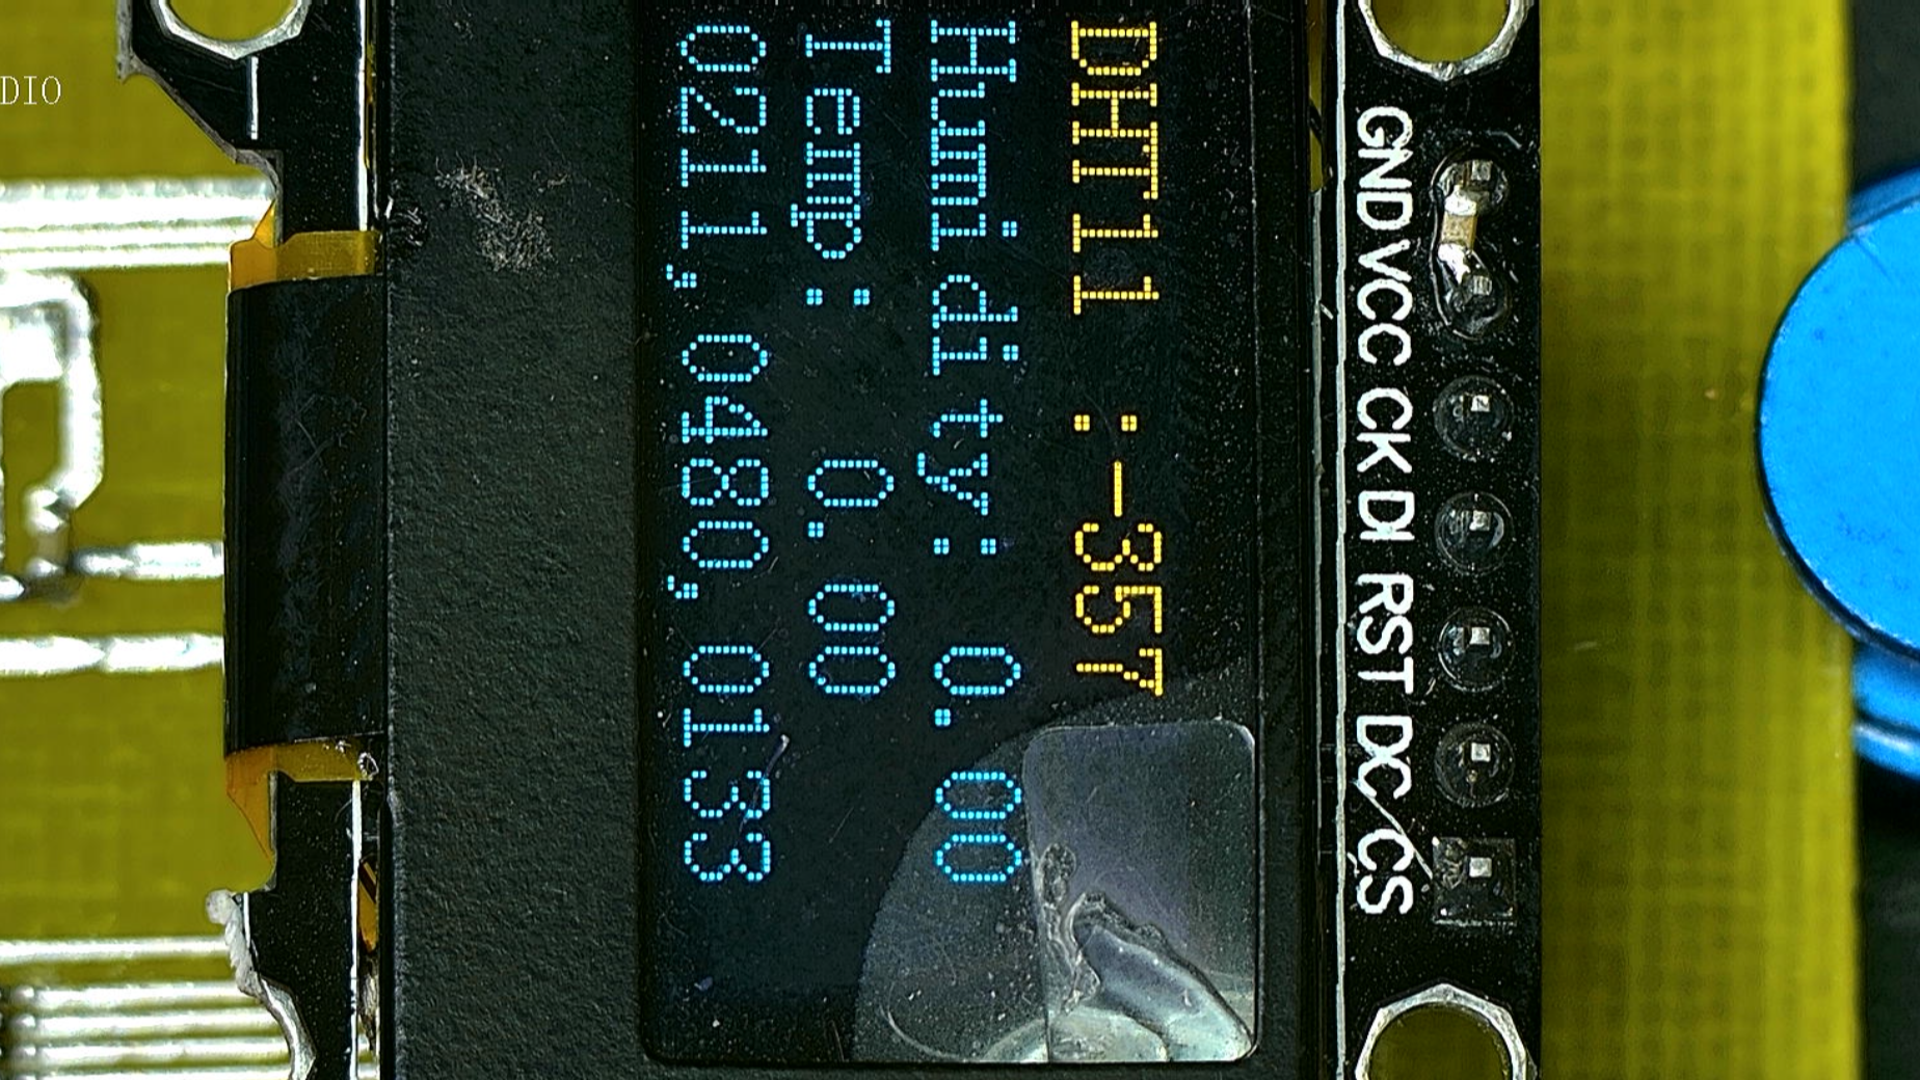 DHT11 :-357
Humidity: 0.00
Temp: 0.00
0211, 0480, 0133
GND VCC CK DI RST DC CS
DIO